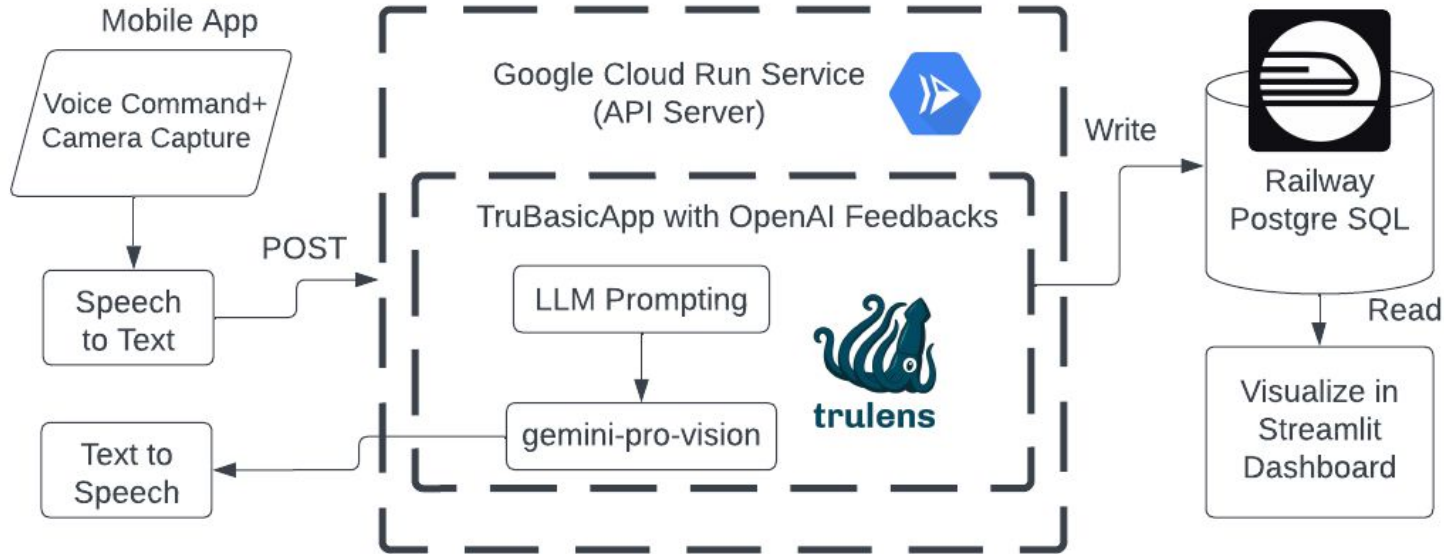 Mobile App
Voice Command+
Camera Capture
Speech
to Text
POST
Text to
Speech
Google Cloud Run Service
(API Server)
TruBasicApp with OpenAI Feedbacks
LLM Prompting
gemini-pro-vision
trulens
Write
Railway
Postgre SQL
Read
Visualize in
Streamlit
Dashboard